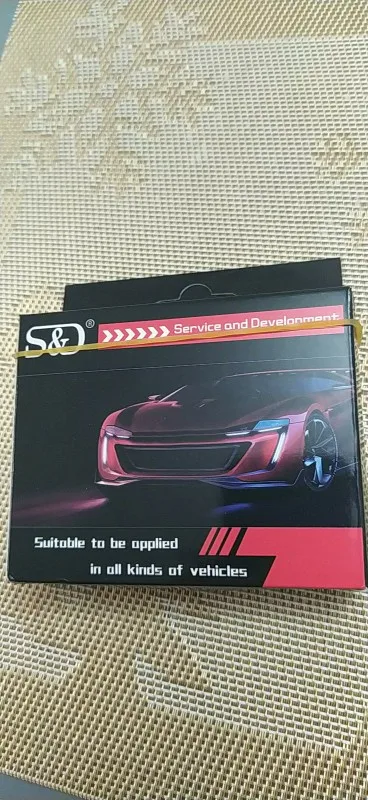 S&D®
>>>>>>> Service and Development
Suitable to be applied
in all kinds of vehicles